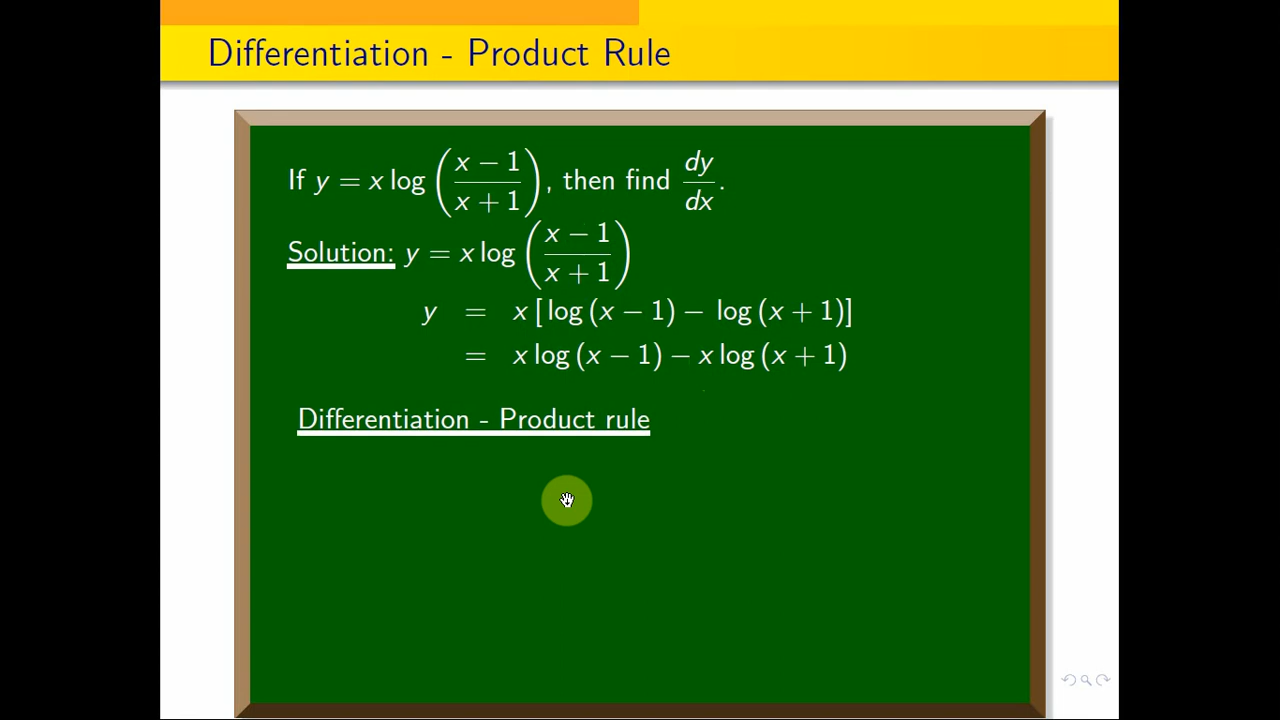 Differentiation - Product Rule
If y = x log ((x − 1)/(x + 1)), then find dy/dx.
Solution: y = x log ((x − 1)/(x + 1))
y = x [ log (x − 1) − log (x + 1)]
= x log (x − 1) − x log (x + 1)
Differentiation - Product rule